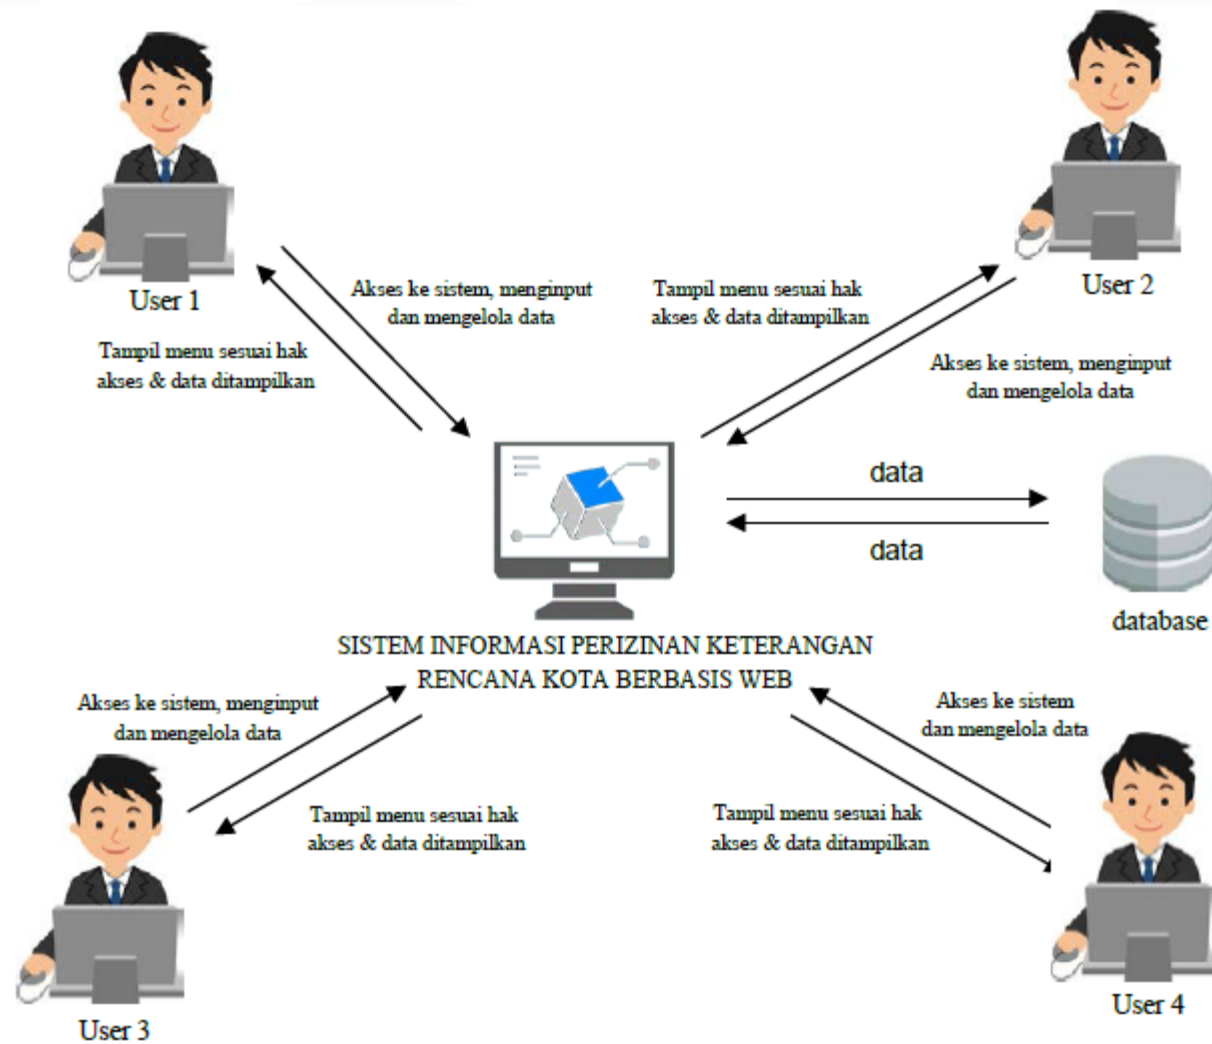 User 1
User 2
Akses ke sistem, menginput
dan mengelola data
Tampil menu sesuai hak
akses & data ditampilkan
Tampil menu sesuai hak
akses & data ditampilkan
Akses ke sistem, menginput
dan mengelola data
data
data
database
SISTEM INFORMASI PERIZINAN KETERANGAN
RENCANA KOTA BERBASIS WEB
Akses ke sistem, menginput
dan mengelola data
Akses ke sistem
dan mengelola data
Tampil menu sesuai hak
akses & data ditampilkan
Tampil menu sesuai hak
akses & data ditampilkan
User 3
User 4